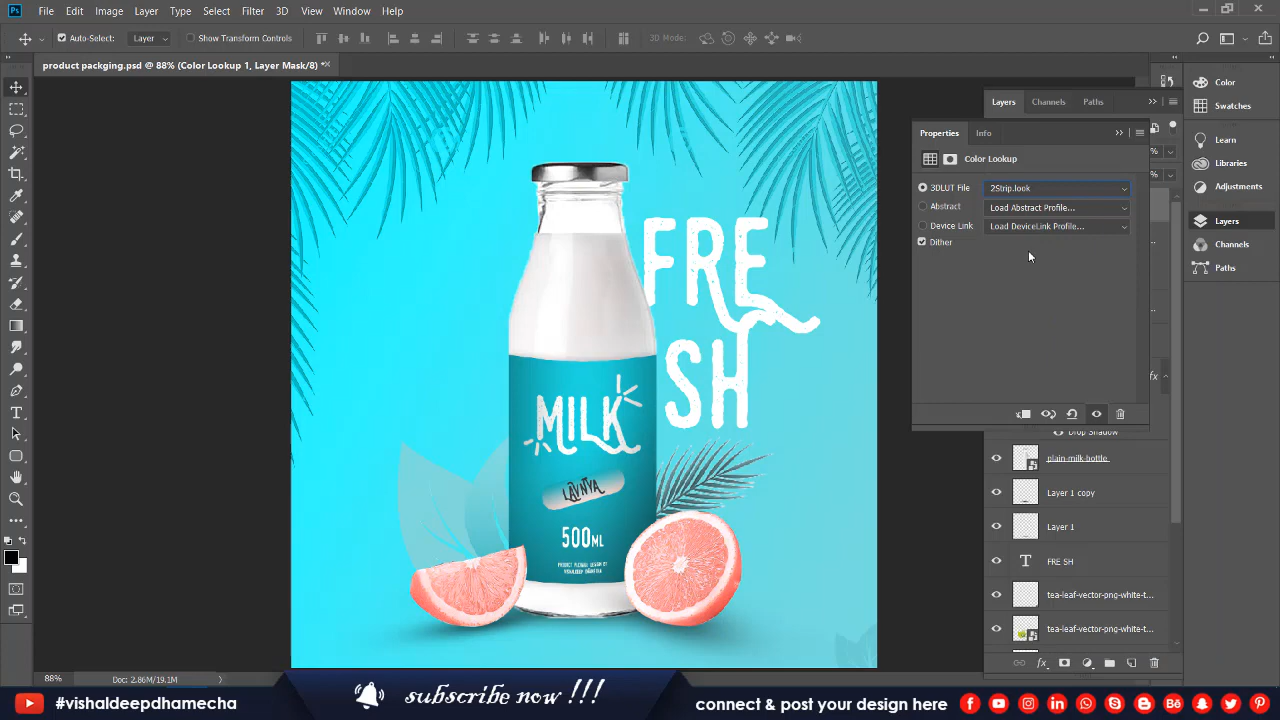 Ps File Edit Image Layer Type Select Filter 3D View Window Help
Auto-Select: Layer Show Transform Controls 3D Mode:
product packging.psd @ 88% (Color Lookup 1, Layer Mask/8) *
Layers Channels Paths
Properties Info
Color Lookup
3DLUT File 2Strip.look
Abstract Load Abstract Profile...
Device Link Load DeviceLink Profile...
Dither
Color
Swatches
Learn
Libraries
Adjustments
Layers
Channels
Paths
%
%
fx
Drop Shadow
plain-milk-bottle
Layer 1 copy
Layer 1
T FRE SH
tea-leaf-vector-png-white-t...
tea-leaf-vector-png-white-t...
fx
FRE
SH
MILK
LAVNYA
500ML
88% Doc: 2.86M/19.1M
#vishaldeepdhamecha
subscribe now !!!
connect & post your design here